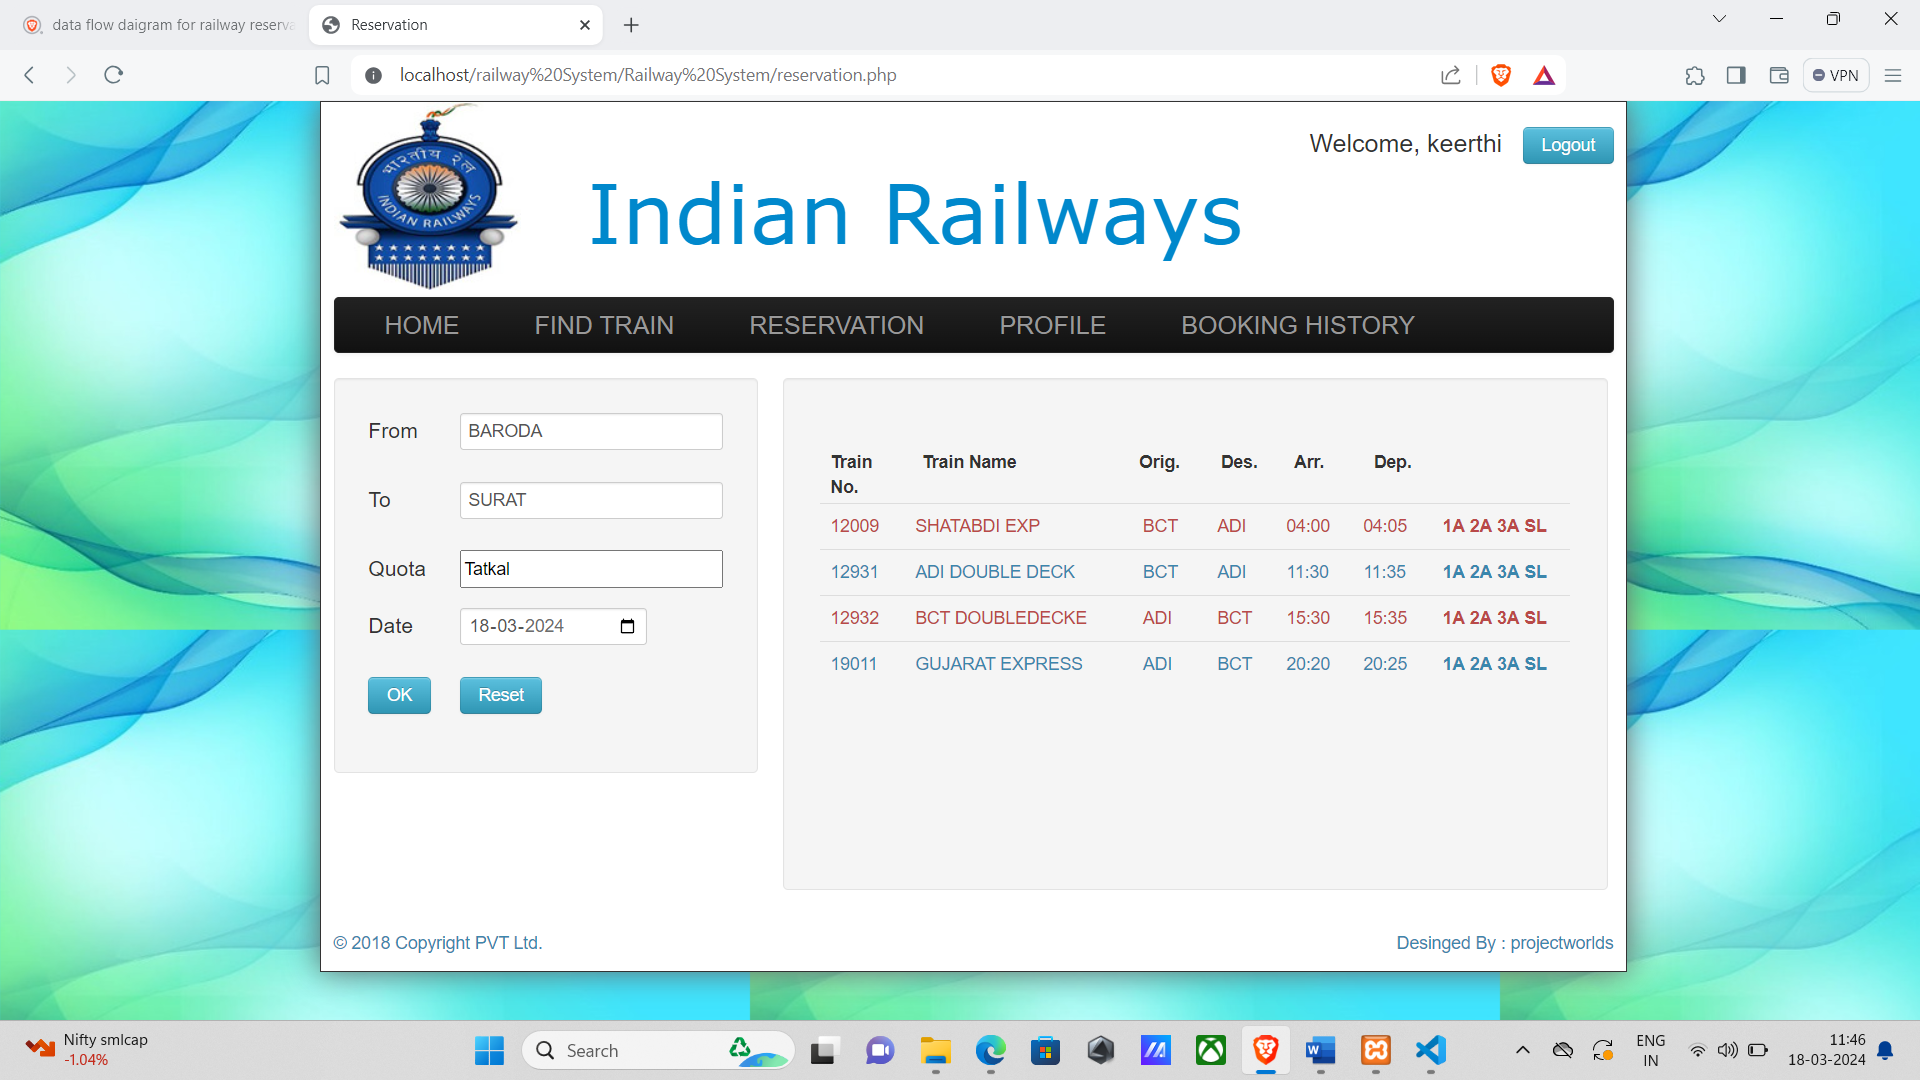 data flow daigram for railway reserva
Reservation
localhost/railway%20System/Railway%20System/reservation.php
VPN
भारतीय रेल
INDIAN RAILWAYS
Welcome, keerthi
Logout
Indian Railways
HOME FIND TRAIN RESERVATION PROFILE BOOKING HISTORY
From BARODA
To SURAT
Quota Tatkal
Date 18-03-2024
OK Reset
Train No. Train Name Orig. Des. Arr. Dep.
12009 SHATABDI EXP BCT ADI 04:00 04:05 1A 2A 3A SL
12931 ADI DOUBLE DECK BCT ADI 11:30 11:35 1A 2A 3A SL
12932 BCT DOUBLEDECKE ADI BCT 15:30 15:35 1A 2A 3A SL
19011 GUJARAT EXPRESS ADI BCT 20:20 20:25 1A 2A 3A SL
© 2018 Copyright PVT Ltd.
Desinged By : projectworlds
Nifty smlcap
-1.04%
Search
ENG
IN
11:46
18-03-2024